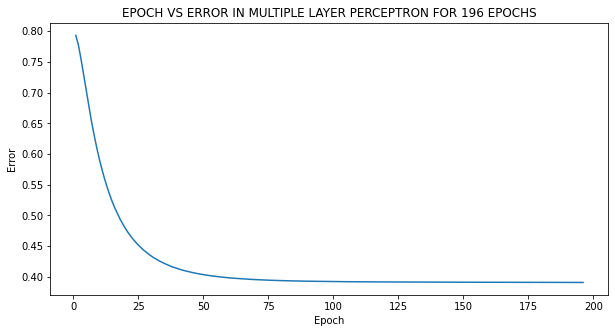 EPOCH VS ERROR IN MULTIPLE LAYER PERCEPTRON FOR 196 EPOCHS
0.80
0.75
0.70
0.65
0.60
0.55
0.50
0.45
0.40
Error
0 25 50 75 100 125 150 175 200
Epoch